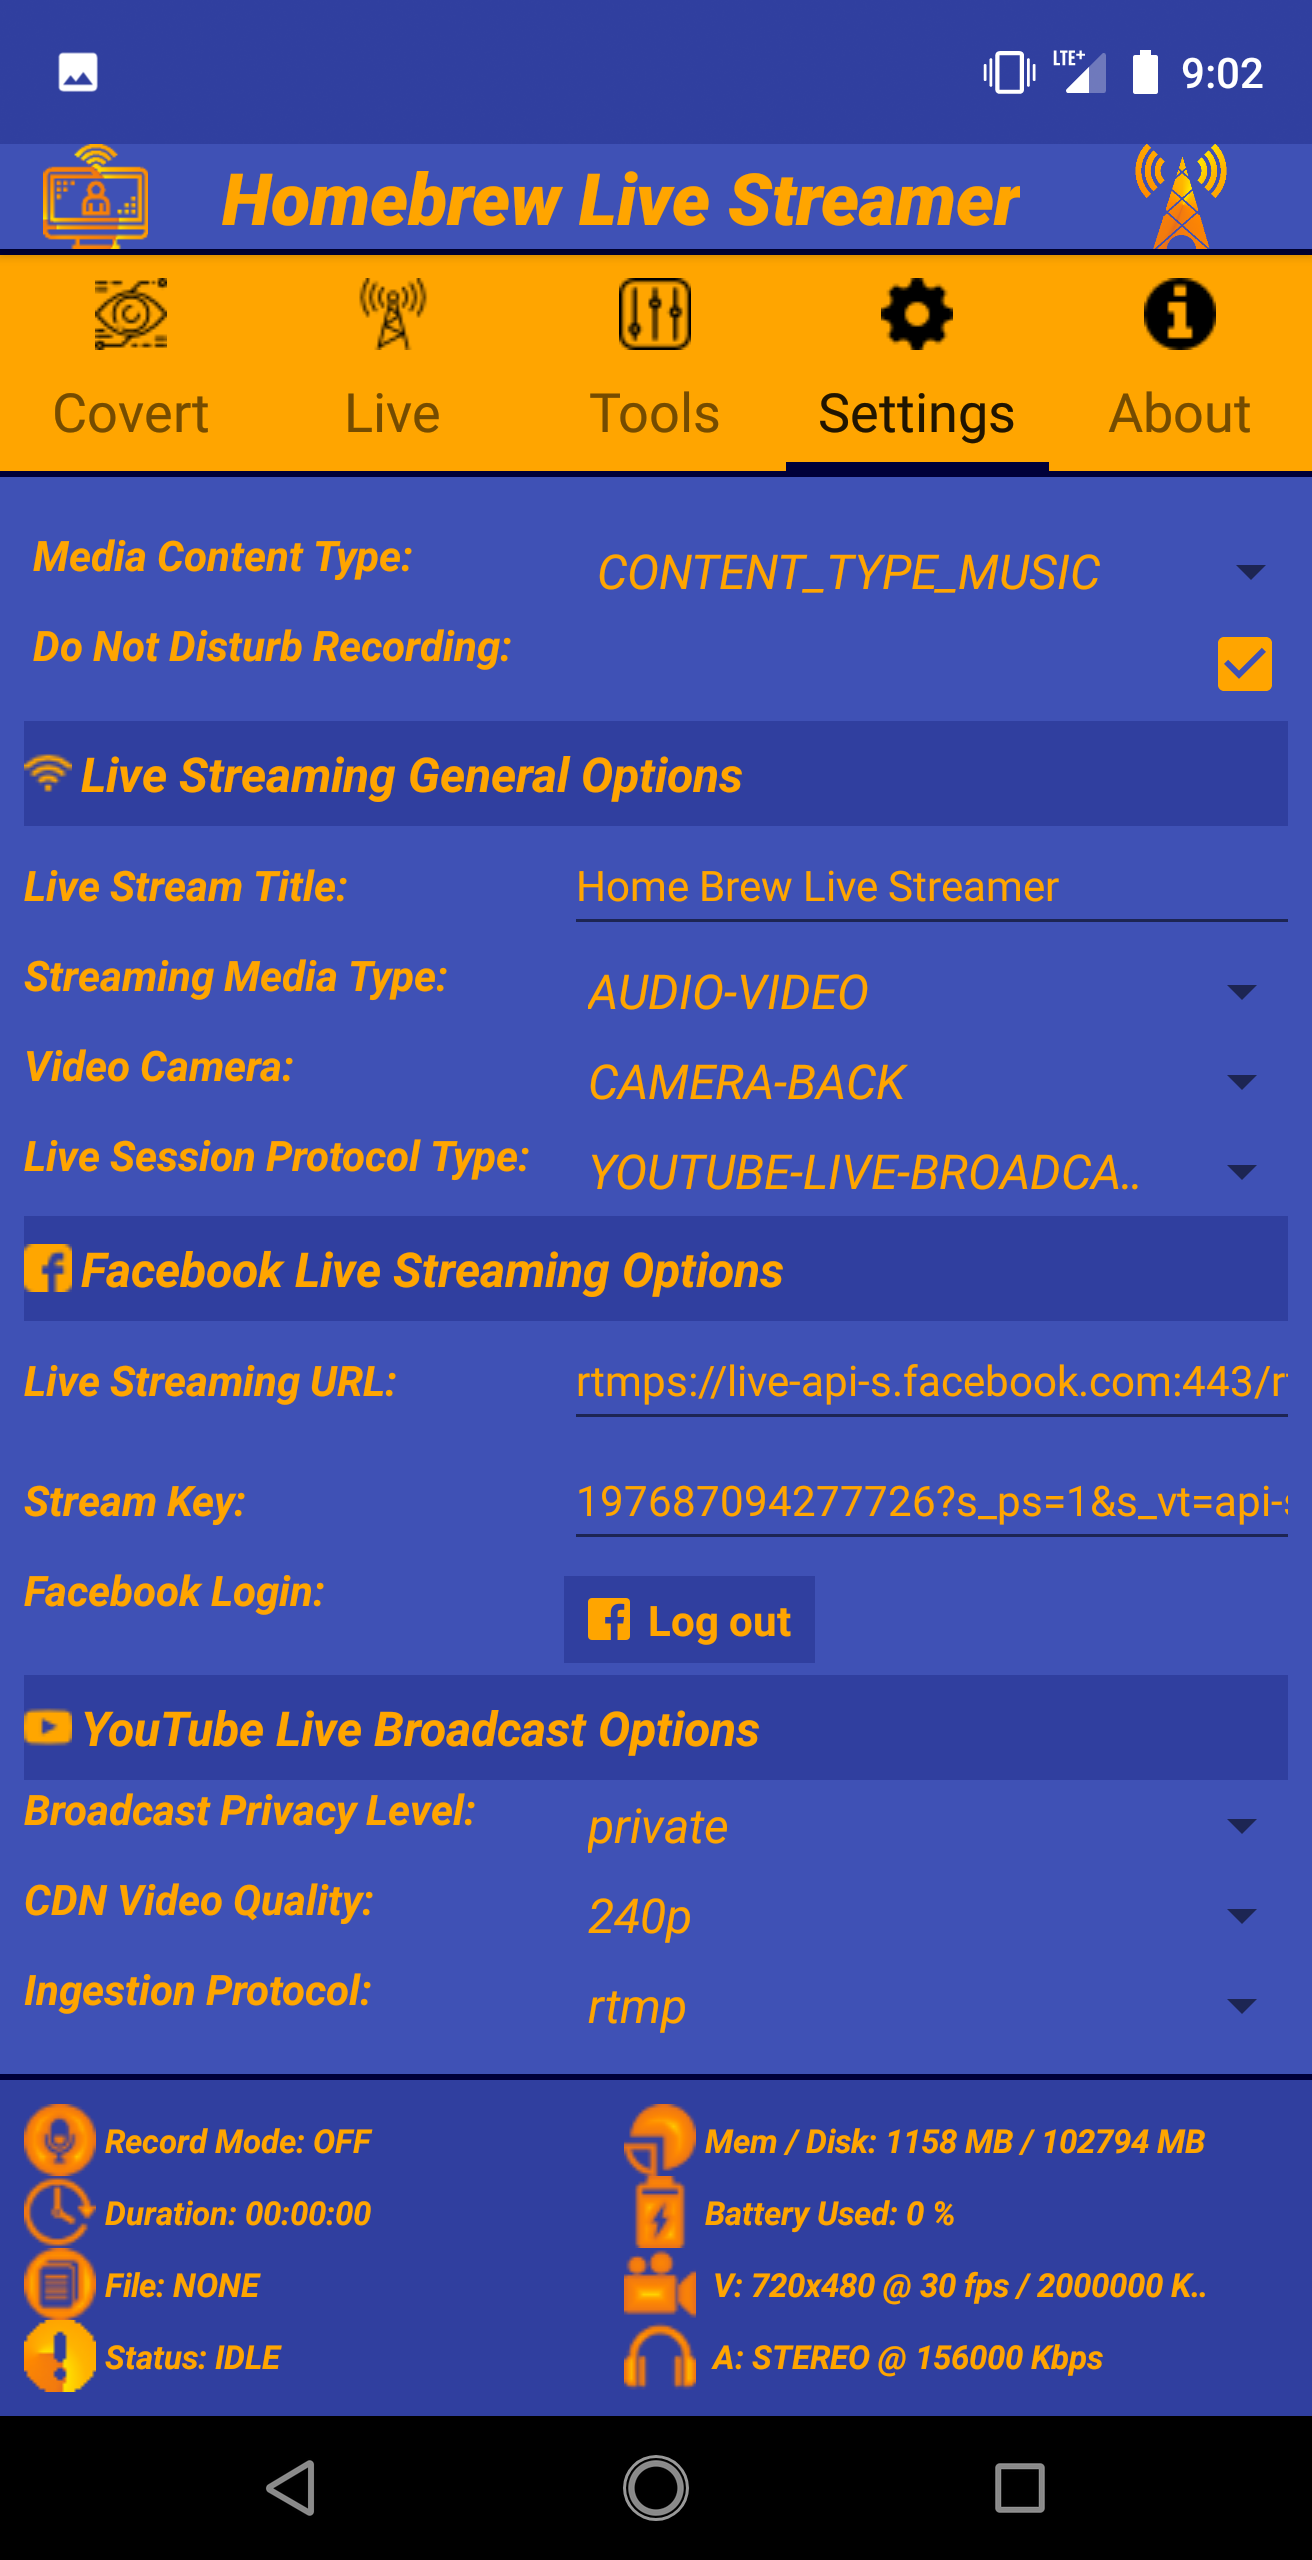 LTE+ 9:02
Homebrew Live Streamer
Covert Live Tools Settings About
Media Content Type: CONTENT_TYPE_MUSIC
Do Not Disturb Recording:
Live Streaming General Options
Live Stream Title: Home Brew Live Streamer
Streaming Media Type: AUDIO-VIDEO
Video Camera: CAMERA-BACK
Live Session Protocol Type: YOUTUBE-LIVE-BROADCA..
Facebook Live Streaming Options
Live Streaming URL: rtmps://live-api-s.facebook.com:443/r
Stream Key: 197687094277726?s_ps=1&s_vt=api-s
Facebook Login: Log out
YouTube Live Broadcast Options
Broadcast Privacy Level: private
CDN Video Quality: 240p
Ingestion Protocol: rtmp
Record Mode: OFF Mem / Disk: 1158 MB / 102794 MB
Duration: 00:00:00 Battery Used: 0 %
File: NONE V: 720x480 @ 30 fps / 2000000 K..
Status: IDLE A: STEREO @ 156000 Kbps